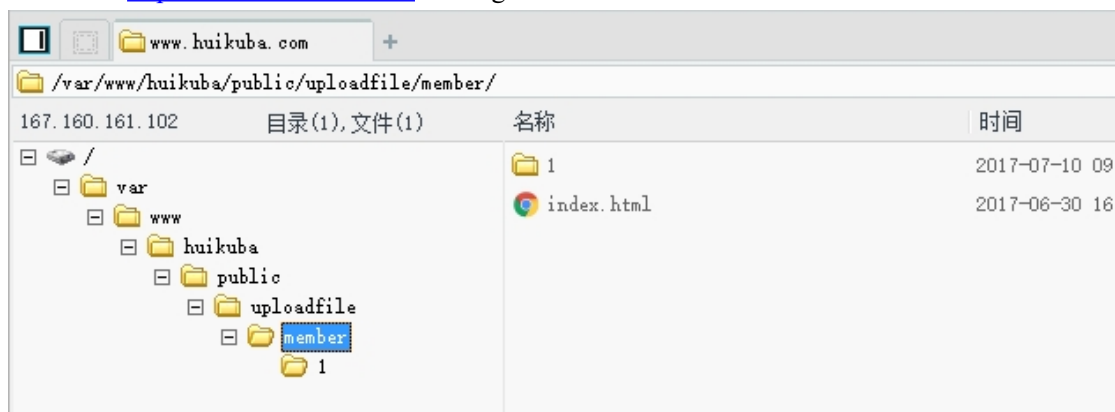 www.huikuba.com +
/var/www/huikuba/public/uploadfile/member/
167.160.161.102 目录(1),文件(1) 名称 时间
/
var
www
huikuba
public
uploadfile
member
1
1 2017-07-10 09
index.html 2017-06-30 16